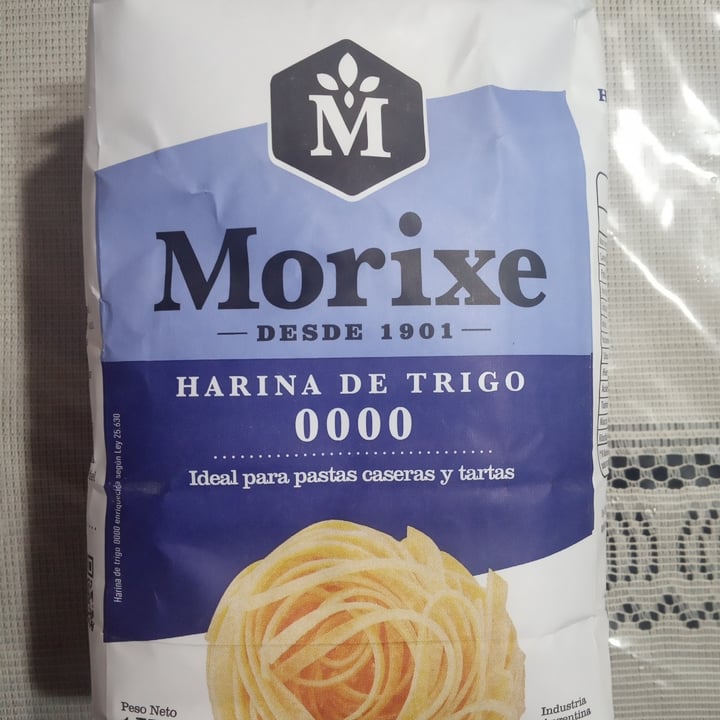 M
Morixe
DESDE 1901
HARINA DE TRIGO
0000
Ideal para pastas caseras y tartas
Harina de trigo 0000 enriquecida según Ley 25.630
Peso Neto
Industria